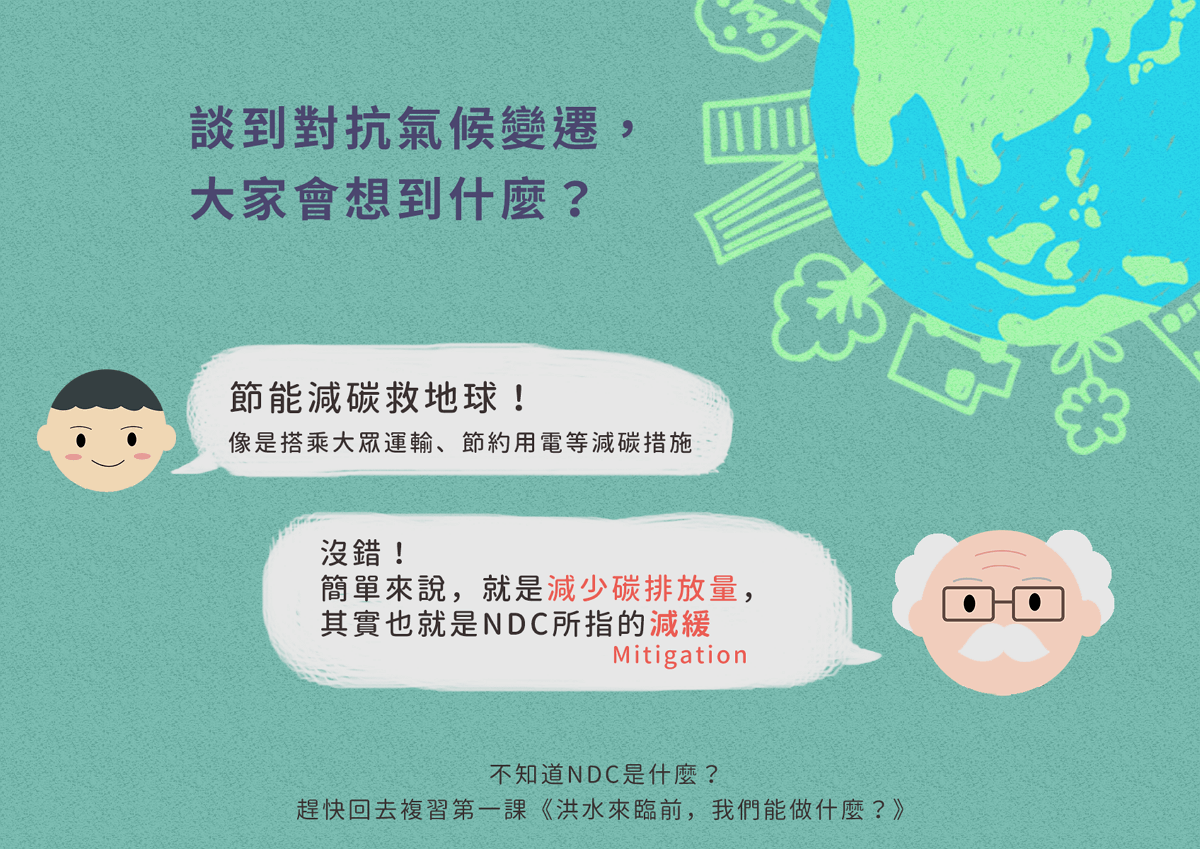 談到對抗氣候變遷，
大家會想到什麼？
節能減碳救地球！
像是搭乘大眾運輸、節約用電等減碳措施
沒錯！
簡單來說，就是減少碳排放量，
其實也就是NDC所指的減緩
Mitigation
不知道NDC是什麼？
趕快回去複習第一課《洪水來臨前，我們能做什麼？》